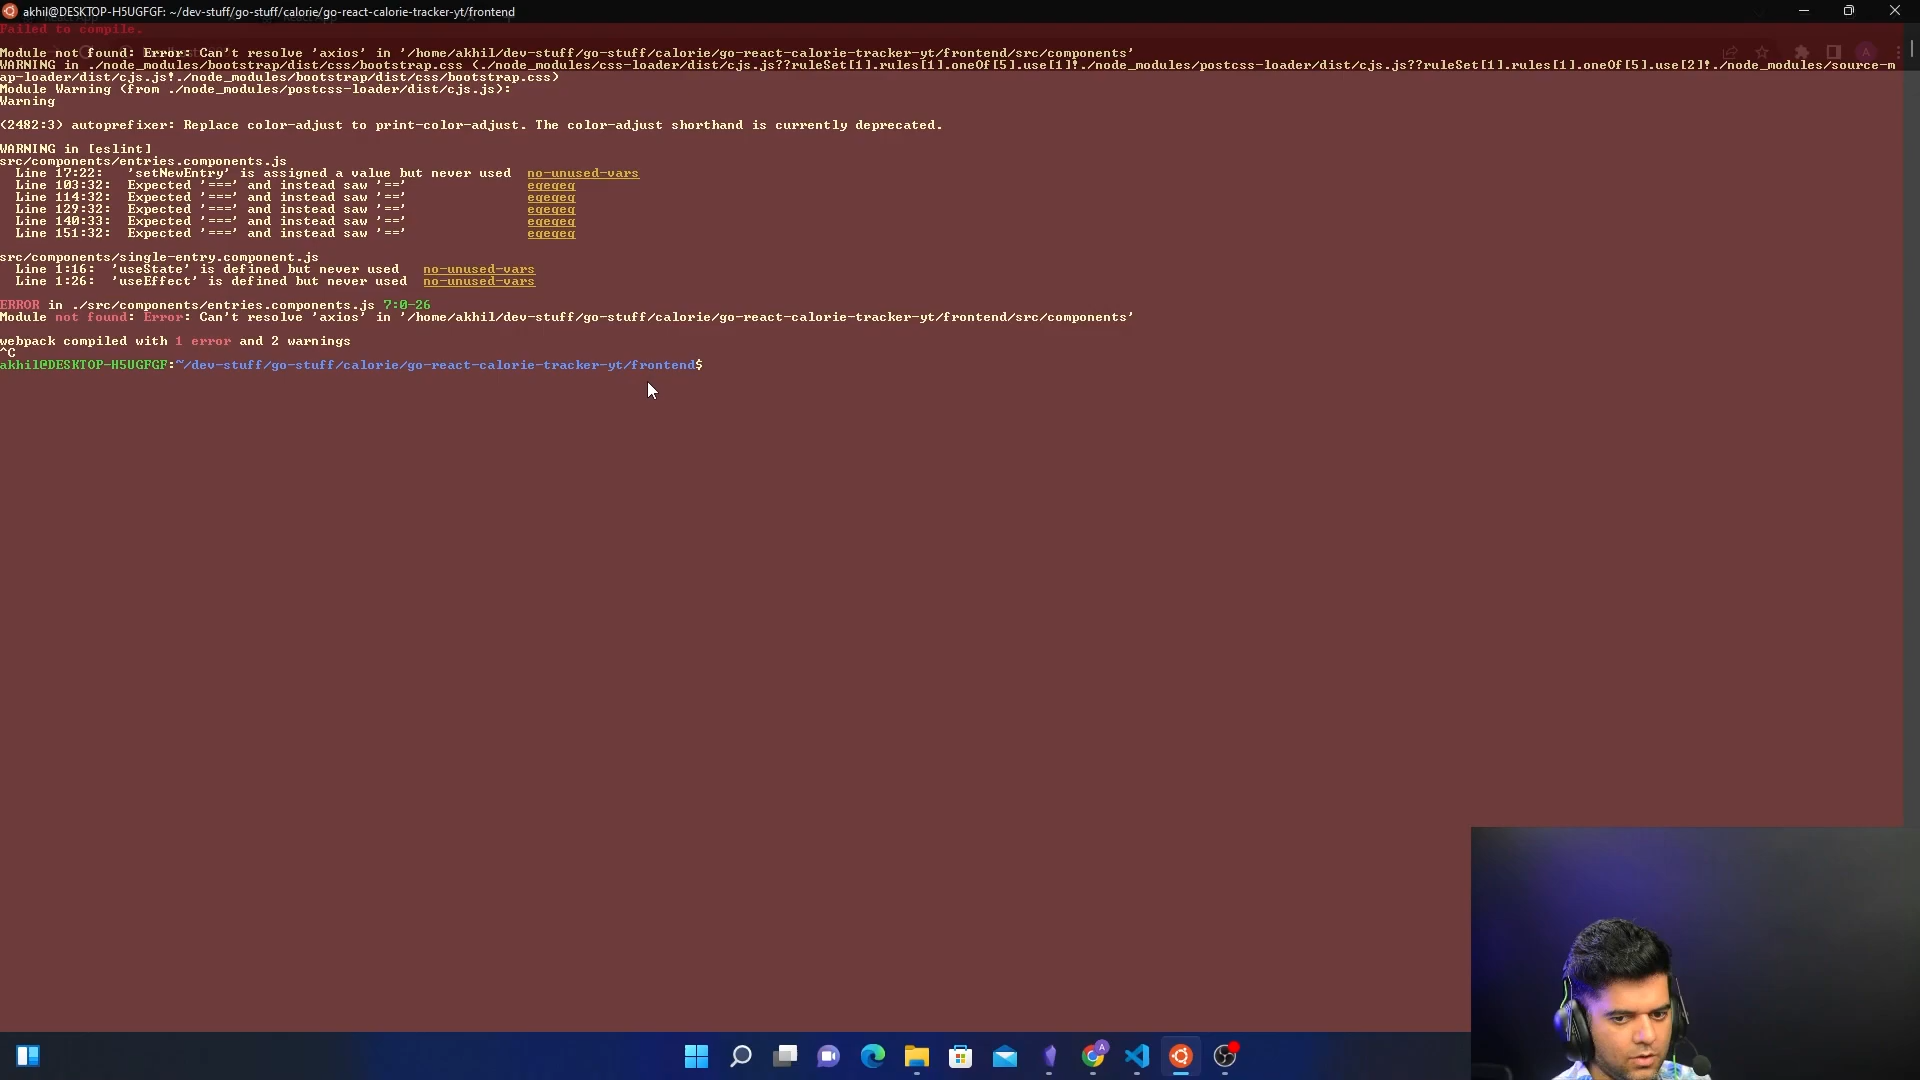 akhil@DESKTOP-H5UGFGF: ~/dev-stuff/go-stuff/calorie/go-react-calorie-tracker-yt/frontend
Failed to compile.
Module not found: Error: Can't resolve 'axios' in '/home/akhil/dev-stuff/go-stuff/calorie/go-react-calorie-tracker-yt/frontend/src/components'
WARNING in ./node_modules/bootstrap/dist/css/bootstrap.css (./node_modules/css-loader/dist/cjs.js??ruleSet[1].rules[1].oneOf[5].use[1]!./node_modules/postcss-loader/dist/cjs.js??ruleSet[1].rules[1].oneOf[5].use[2]!./node_modules/source-m
ap-loader/dist/cjs.js!./node_modules/bootstrap/dist/css/bootstrap.css)
Module Warning (from ./node_modules/postcss-loader/dist/cjs.js):
Warning
(2482:3) autoprefixer: Replace color-adjust to print-color-adjust. The color-adjust shorthand is currently deprecated.
WARNING in [eslint]
src/components/entries.components.js
Line 17:22: 'setNewEntry' is assigned a value but never used no-unused-vars
Line 103:32: Expected '===' and instead saw '==' eqeqeq
Line 114:32: Expected '===' and instead saw '==' eqeqeq
Line 129:32: Expected '===' and instead saw '==' eqeqeq
Line 140:33: Expected '===' and instead saw '==' eqeqeq
Line 151:32: Expected '===' and instead saw '==' eqeqeq
src/components/single-entry.component.js
Line 1:16: 'useState' is defined but never used no-unused-vars
Line 1:26: 'useEffect' is defined but never used no-unused-vars
ERROR in ./src/components/entries.components.js 7:0-26
Module not found: Error: Can't resolve 'axios' in '/home/akhil/dev-stuff/go-stuff/calorie/go-react-calorie-tracker-yt/frontend/src/components'
webpack compiled with 1 error and 2 warnings
^C
akhil@DESKTOP-H5UGFGF:~/dev-stuff/go-stuff/calorie/go-react-calorie-tracker-yt/frontend$